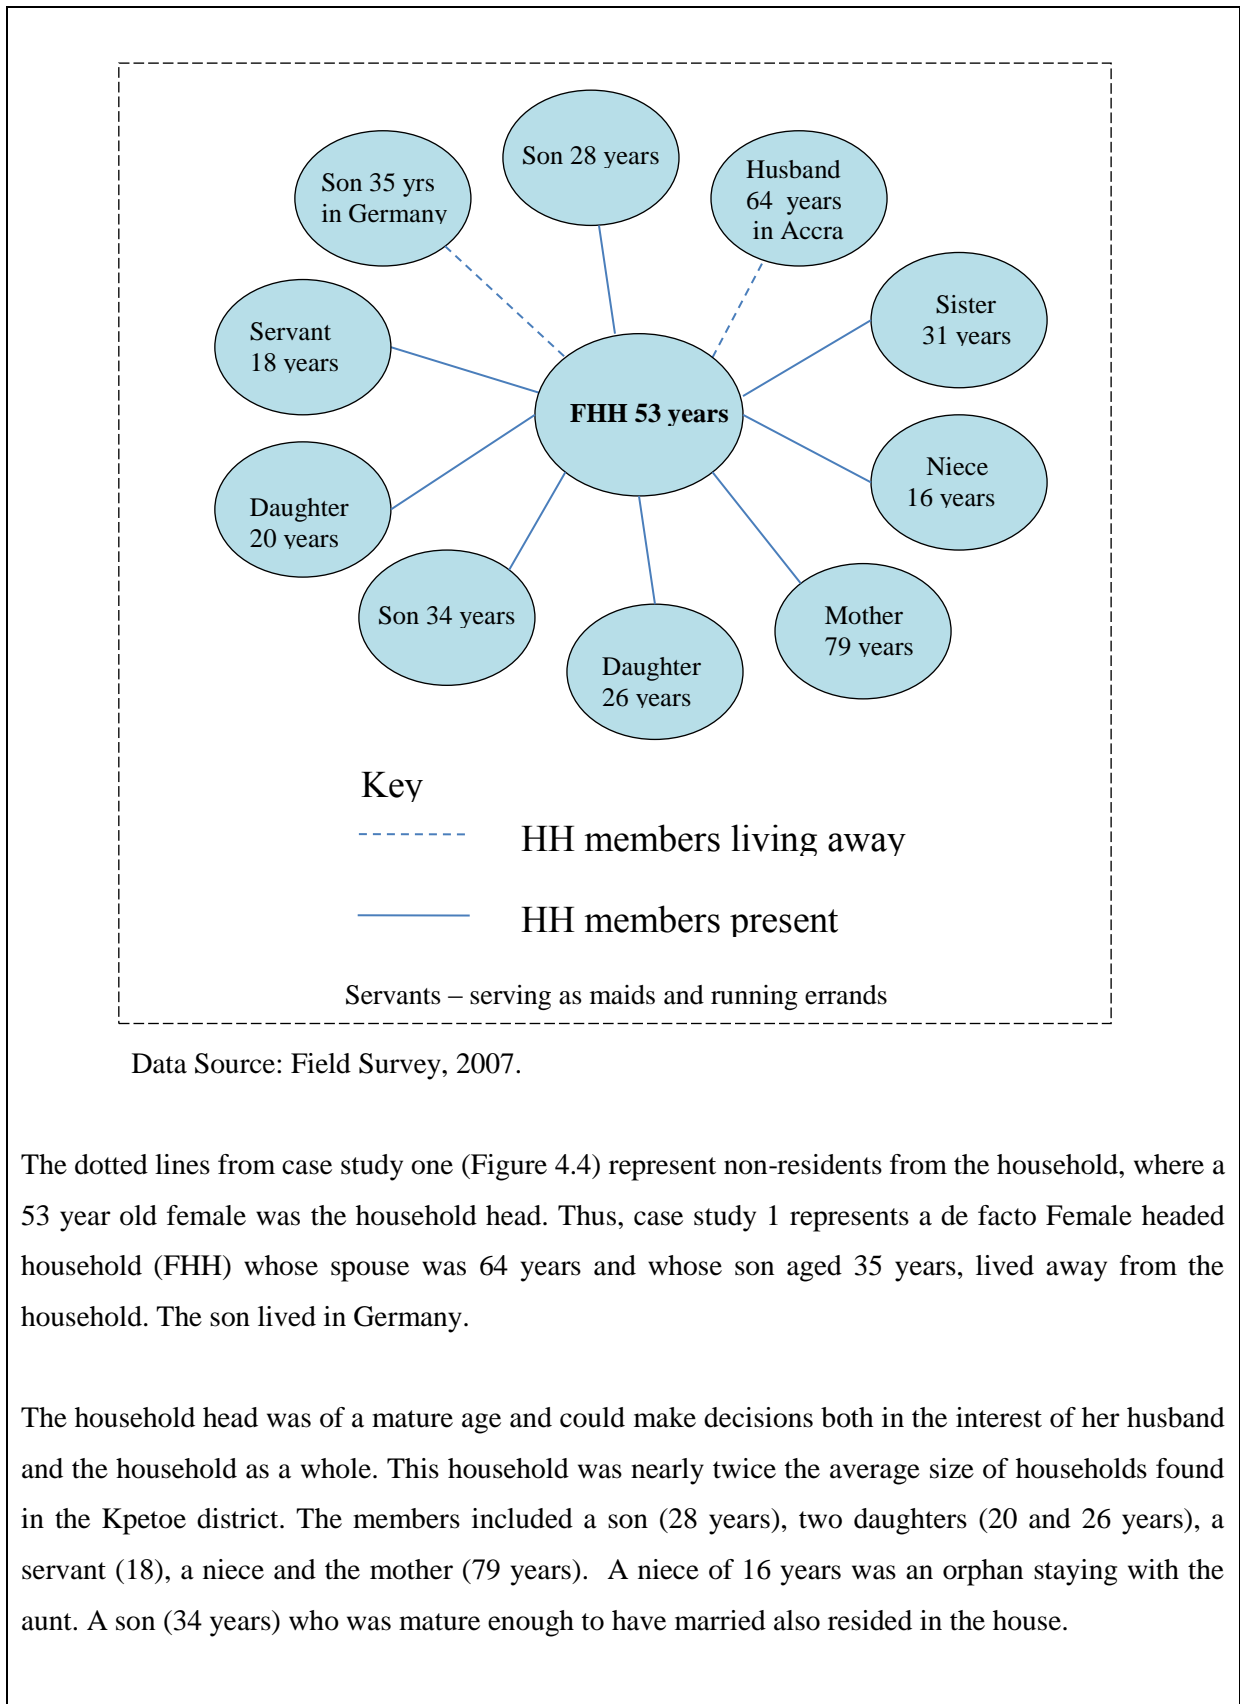 Son 28 years
Son 35 yrs
in Germany
Husband
64 years
in Accra
Sister
31 years
Servant
18 years
FHH 53 years
Niece
16 years
Daughter
20 years
Son 34 years
Mother
79 years
Daughter
26 years
Key
HH members living away
HH members present
Servants – serving as maids and running errands
Data Source: Field Survey, 2007.
The dotted lines from case study one (Figure 4.4) represent non-residents from the household, where a
53 year old female was the household head. Thus, case study 1 represents a de facto Female headed
household (FHH) whose spouse was 64 years and whose son aged 35 years, lived away from the
household. The son lived in Germany.
The household head was of a mature age and could make decisions both in the interest of her husband
and the household as a whole. This household was nearly twice the average size of households found
in the Kpetoe district. The members included a son (28 years), two daughters (20 and 26 years), a
servant (18), a niece and the mother (79 years). A niece of 16 years was an orphan staying with the
aunt. A son (34 years) who was mature enough to have married also resided in the house.